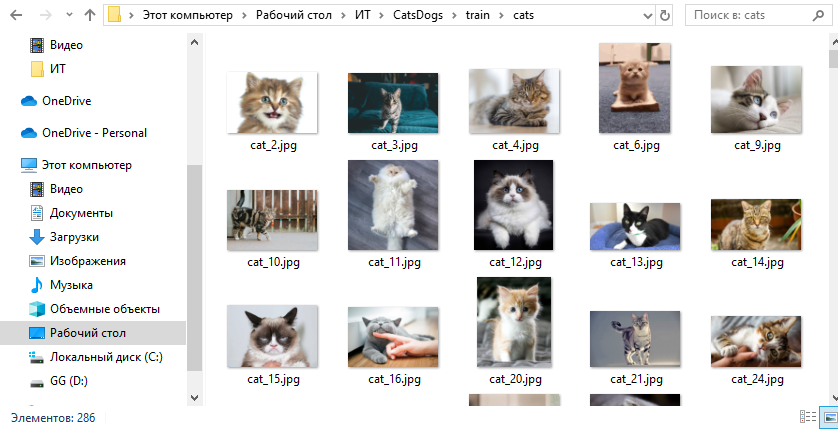 Этот компьютер > Рабочий стол > ИТ > CatsDogs > train > cats
Поиск в: cats
Видео
ИТ
OneDrive
OneDrive - Personal
Этот компьютер
Видео
Документы
Загрузки
Изображения
Музыка
Объемные объекты
Рабочий стол
Локальный диск (C:)
GG (D:)
cat_2.jpg cat_3.jpg cat_4.jpg cat_6.jpg cat_9.jpg
cat_10.jpg cat_11.jpg cat_12.jpg cat_13.jpg cat_14.jpg
cat_15.jpg cat_16.jpg cat_20.jpg cat_21.jpg cat_24.jpg
Элементов: 286